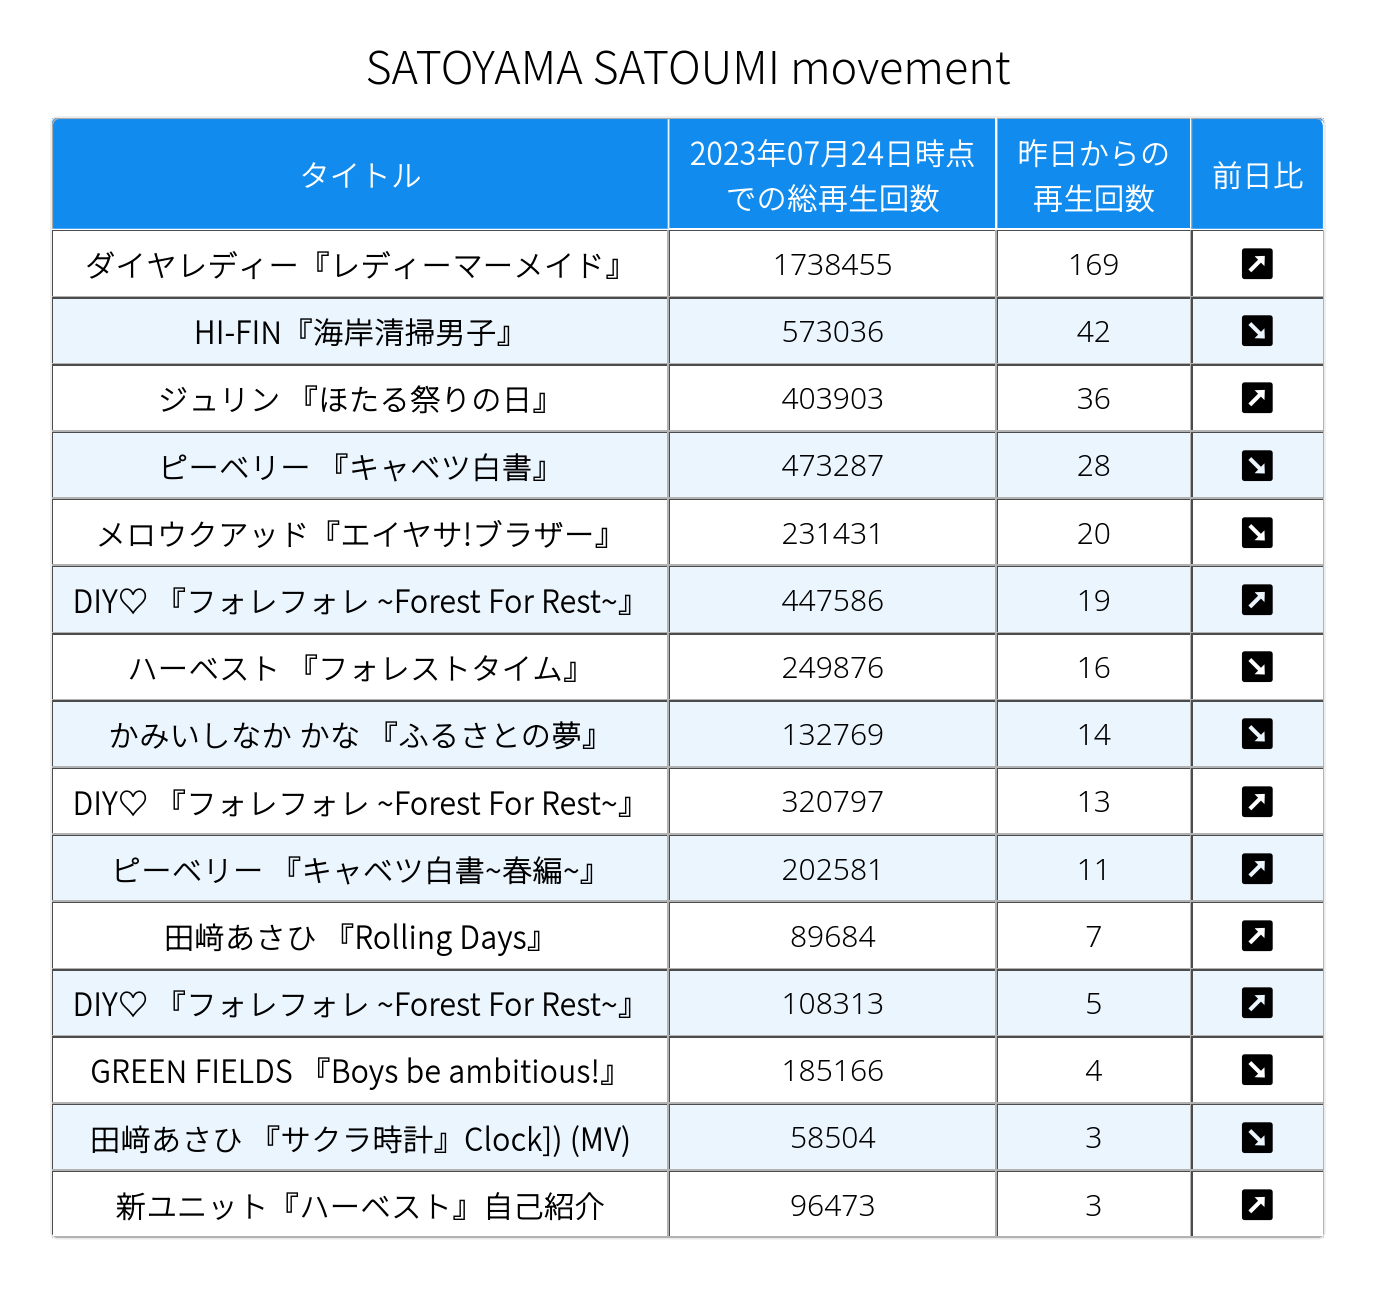 SATOYAMA SATOUMI movement
タイトル 2023年07月24日時点での総再生回数 昨日からの再生回数 前日比
ダイヤレディー『レディーマーメイド』 1738455 169
HI-FIN『海岸清掃男子』 573036 42
ジュリン 『ほたる祭りの日』 403903 36
ピーベリー 『キャベツ白書』 473287 28
メロウクアッド『エイヤサ!ブラザー』 231431 20
DIY♡ 『フォレフォレ ~Forest For Rest~』 447586 19
ハーベスト 『フォレストタイム』 249876 16
かみいしなか かな 『ふるさとの夢』 132769 14
DIY♡ 『フォレフォレ ~Forest For Rest~』 320797 13
ピーベリー 『キャベツ白書~春編~』 202581 11
田﨑あさひ 『Rolling Days』 89684 7
DIY♡ 『フォレフォレ ~Forest For Rest~』 108313 5
GREEN FIELDS 『Boys be ambitious!』 185166 4
田﨑あさひ 『サクラ時計』Clock]) (MV) 58504 3
新ユニット『ハーベスト』自己紹介 96473 3